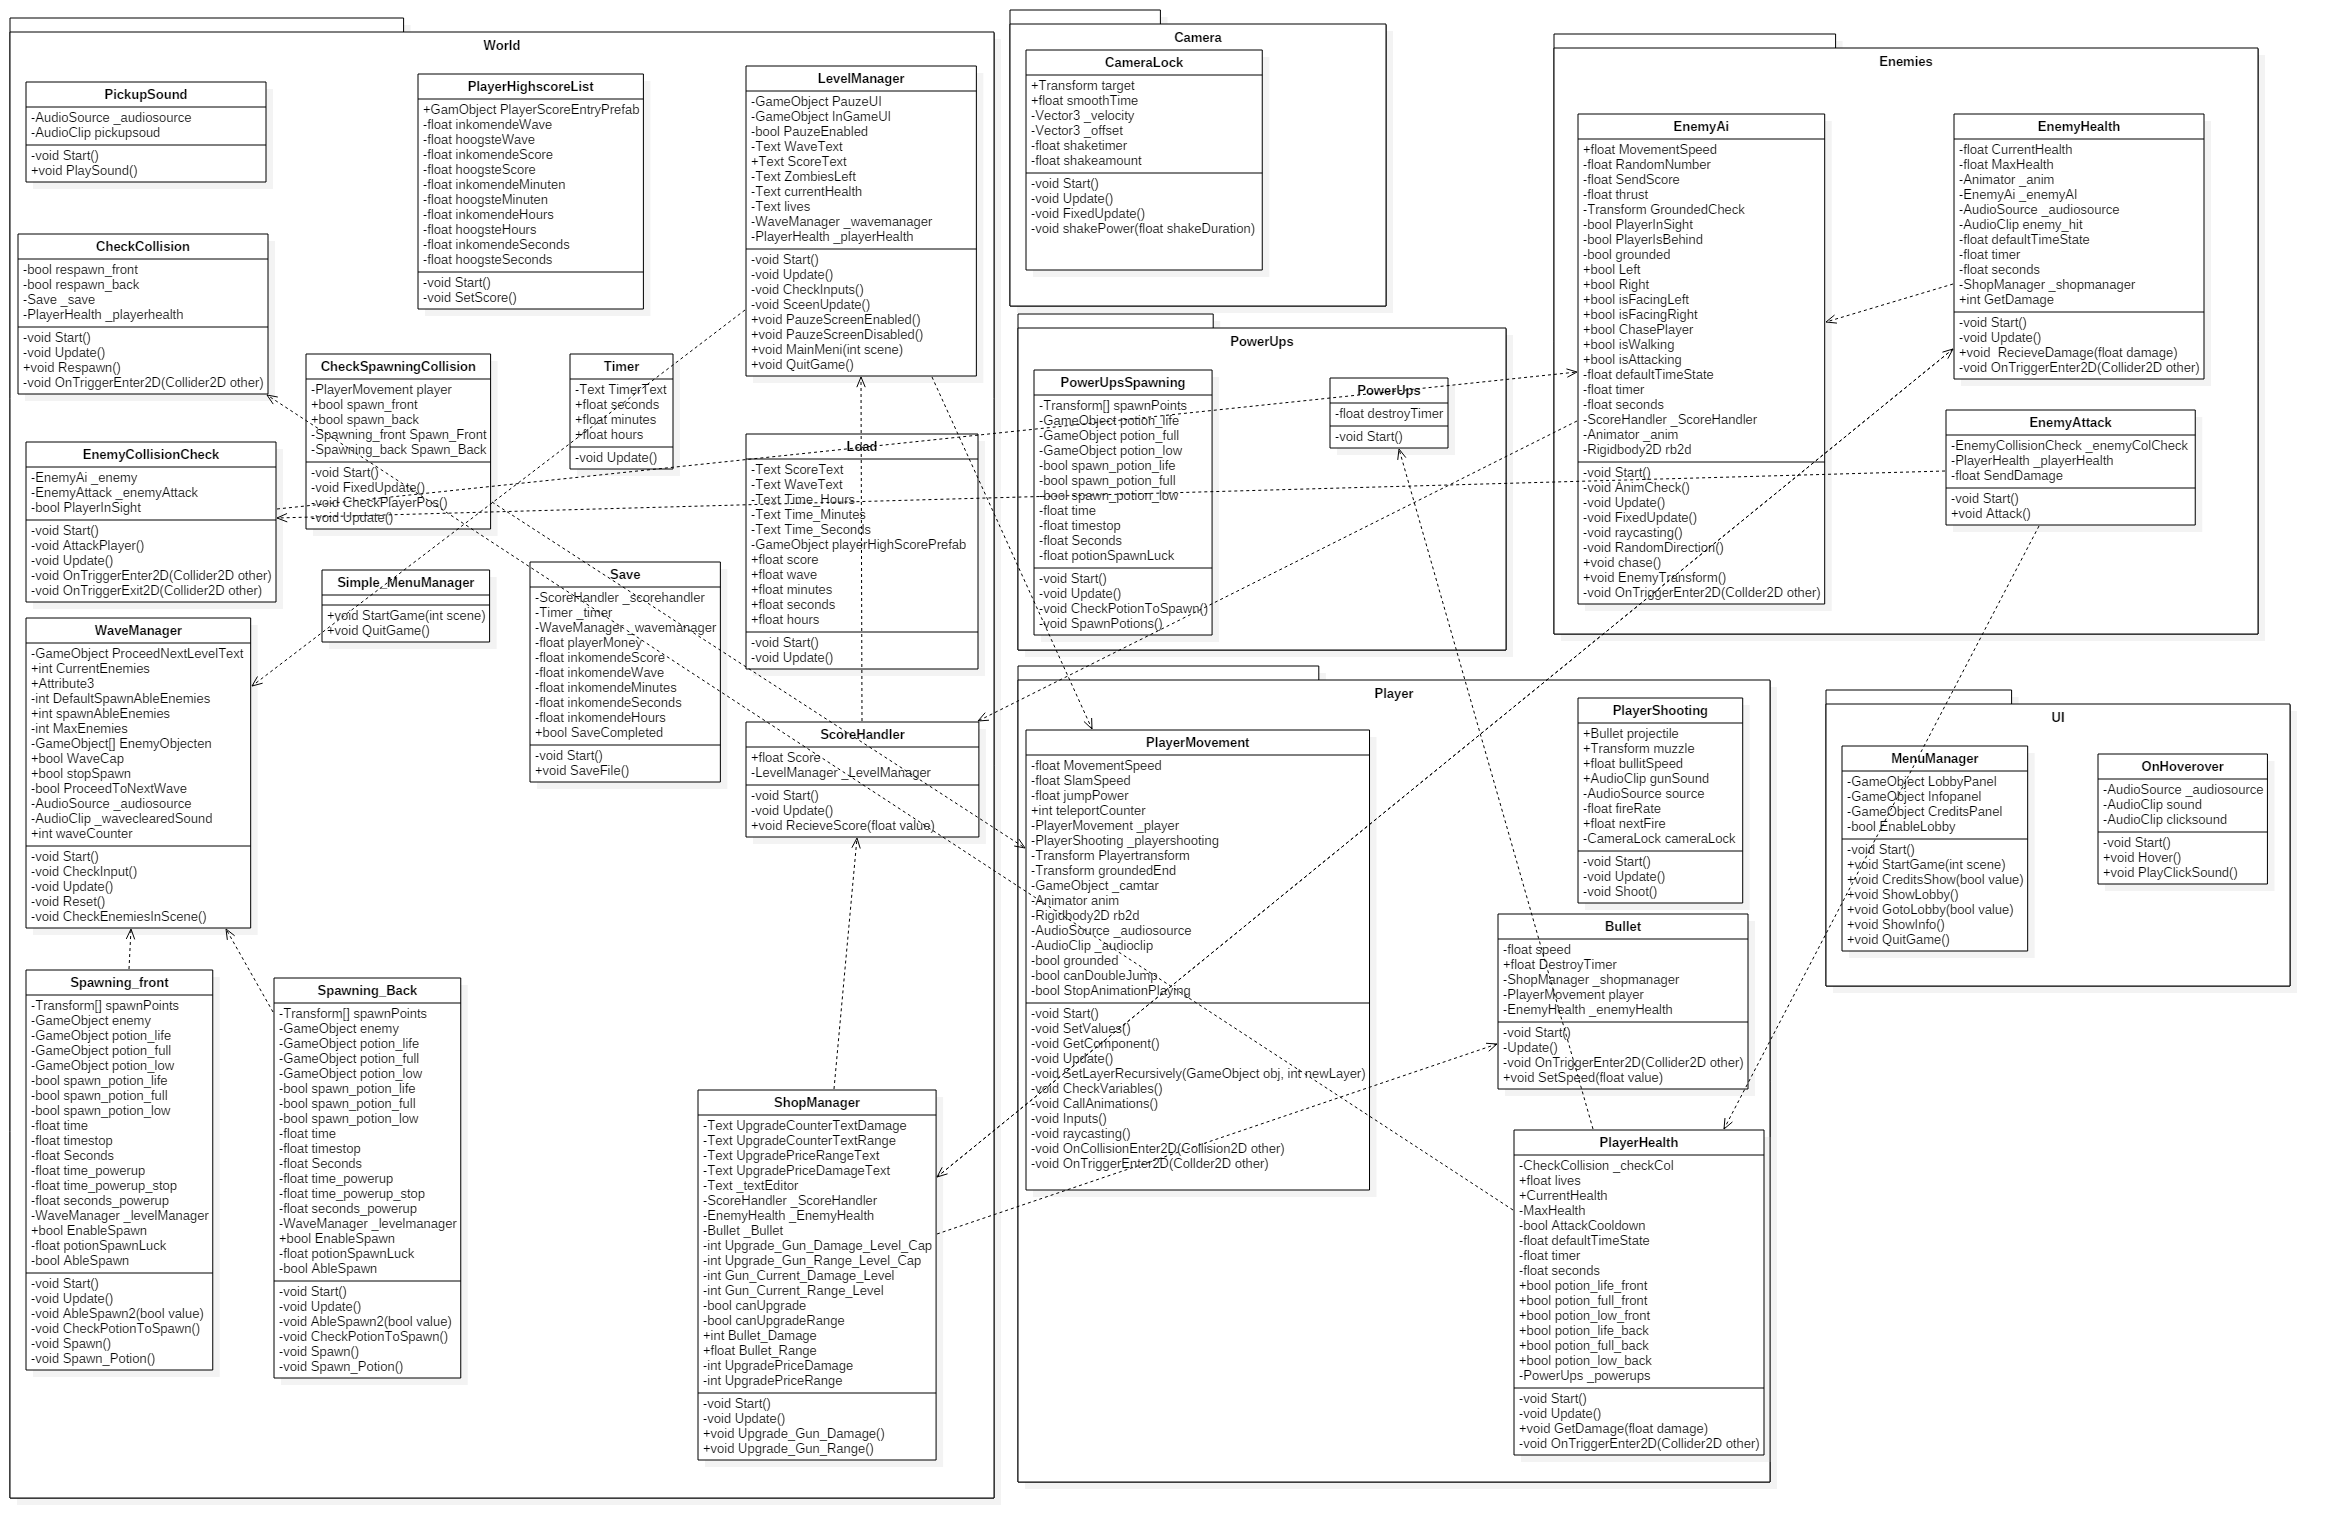 World
PickupSound
-AudioSource _audiosource
-AudioClip pickupsoud
-void Start()
+void PlaySound()
PlayerHighscoreList
+GamObject PlayerScoreEntryPrefab
-float inkomendeWave
-float hoogsteWave
-float inkomendeScore
-float hoogsteScore
-float inkomendeMinuten
-float hoogsteMinuten
-float inkomendeHours
-float hoogsteHours
-float inkomendeSeconds
-float hoogsteSeconds
-void Start()
-void SetScore()
LevelManager
-GameObject PauzeUI
-GameObject InGameUI
-bool PauzeEnabled
-Text WaveText
+Text ScoreText
-Text ZombiesLeft
-Text currentHealth
-Text lives
-WaveManager _wavemanager
-PlayerHealth _playerHealth
-void Start()
-void Update()
-void CheckInputs()
-void SceenUpdate()
+void PauzeScreenEnabled()
+void PauzeScreenDisabled()
+void MainMeni(int scene)
+void QuitGame()
CheckCollision
-bool respawn_front
-bool respawn_back
-Save _save
-PlayerHealth _playerhealth
-void Start()
-void Update()
+void Respawn()
-void OnTriggerEnter2D(Collider2D other)
CheckSpawningCollision
-PlayerMovement player
+bool spawn_front
+bool spawn_back
-Spawning_front Spawn_Front
-Spawning_back Spawn_Back
-void Start()
-void FixedUpdate()
-void CheckPlayerPos()
-void Update()
Timer
-Text TimerText
+float seconds
+float minutes
+float hours
-void Update()
EnemyCollisionCheck
-EnemyAi _enemy
-EnemyAttack _enemyAttack
-bool PlayerInSight
-void Start()
-void AttackPlayer()
-void Update()
-void OnTriggerEnter2D(Collider2D other)
-void OnTriggerExit2D(Collider2D other)
Load
-Text ScoreText
-Text WaveText
-Text Time_Hours
-Text Time_Minutes
-Text Time_Seconds
-GameObject playerHighScorePrefab
+float score
+float wave
+float minutes
+float seconds
+float hours
-void Start()
-void Update()
Simple_MenuManager
+void StartGame(int scene)
+void QuitGame()
Save
-ScoreHandler _scorehandler
-Timer _timer
-WaveManager _wavemanager
-float playerMoney
-float inkomendeScore
-float inkomendeWave
-float inkomendeMinutes
-float inkomendeSeconds
-float inkomendeHours
+bool SaveCompleted
-void Start()
+void SaveFile()
WaveManager
-GameObject ProceedNextLevelText
+int CurrentEnemies
+Attribute3
-int DefaultSpawnAbleEnemies
+int spawnAbleEnemies
-int MaxEnemies
-GameObject[] EnemyObjecten
+bool WaveCap
+bool stopSpawn
-bool ProceedToNextWave
-AudioSource _audiosource
-AudioClip _waveclearedSound
+int waveCounter
-void Start()
-void CheckInput()
-void Update()
-void Reset()
-void CheckEnemiesInScene()
ScoreHandler
+float Score
-LevelManager _LevelManager
-void Start()
-void Update()
+void RecieveScore(float value)
Spawning_front
-Transform[] spawnPoints
-GameObject enemy
-GameObject potion_life
-GameObject potion_full
-GameObject potion_low
-bool spawn_potion_life
-bool spawn_potion_full
-bool spawn_potion_low
-float time
-float timestop
-float Seconds
-float time_powerup
-float time_powerup_stop
-float seconds_powerup
-WaveManager _levelManager
+bool EnableSpawn
-float potionSpawnLuck
-bool AbleSpawn
-void Start()
-void Update()
-void AbleSpawn2(bool value)
-void CheckPotionToSpawn()
-void Spawn()
-void Spawn_Potion()
Spawning_Back
-Transform[] spawnPoints
-GameObject enemy
-GameObject potion_life
-GameObject potion_full
-GameObject potion_low
-bool spawn_potion_life
-bool spawn_potion_full
-bool spawn_potion_low
-float time
-float timestop
-float Seconds
-float time_powerup
-float time_powerup_stop
-float seconds_powerup
-WaveManager _levelmanager
+bool EnableSpawn
-float potionSpawnLuck
-bool AbleSpawn
-void Start()
-void Update()
-void AbleSpawn2(bool value)
-void CheckPotionToSpawn()
-void Spawn()
-void Spawn_Potion()
ShopManager
-Text UpgradeCounterTextDamage
-Text UpgradeCounterTextRange
-Text UpgradePriceRangeText
-Text UpgradePriceDamageText
-Text _textEditor
-ScoreHandler _ScoreHandler
-EnemyHealth _EnemyHealth
-Bullet _Bullet
-int Upgrade_Gun_Damage_Level_Cap
-int Upgrade_Gun_Range_Level_Cap
-int Gun_Current_Damage_Level
-int Gun_Current_Range_Level
-bool canUpgrade
-bool canUpgradeRange
+int Bullet_Damage
+float Bullet_Range
-int UpgradePriceDamage
-int UpgradePriceRange
-void Start()
-void Update()
+void Upgrade_Gun_Damage()
+void Upgrade_Gun_Range()
Camera
CameraLock
+Transform target
+float smoothTime
-Vector3 _velocity
-Vector3 _offset
-float shaketimer
-float shakeamount
-void Start()
-void Update()
-void FixedUpdate()
-void shakePower(float shakeDuration)
PowerUps
PowerUpsSpawning
-Transform[] spawnPoints
-GameObject potion_life
-GameObject potion_full
-GameObject potion_low
-bool spawn_potion_life
-bool spawn_potion_full
-bool spawn_potion_low
-float time
-float timestop
-float Seconds
-float potionSpawnLuck
-void Start()
-void Update()
-void CheckPotionToSpawn()
-void SpawnPotions()
PowerUps
-float destroyTimer
-void Start()
Enemies
EnemyAi
+float MovementSpeed
-float RandomNumber
-float SendScore
-float thrust
-Transform GroundedCheck
-bool PlayerInSight
-bool PlayerIsBehind
-bool grounded
+bool Left
+bool Right
+bool isFacingLeft
+bool isFacingRight
+bool ChasePlayer
+bool isWalking
+bool isAttacking
-float defaultTimeState
-float timer
-float seconds
-ScoreHandler _ScoreHandler
-Animator _anim
-Rigidbody2D rb2d
-void Start()
-void AnimCheck()
-void Update()
-void FixedUpdate()
-void raycasting()
-void RandomDirection()
+void chase()
+void EnemyTransform()
-void OnTriggerEnter2D(Collder2D other)
EnemyHealth
-float CurrentHealth
-float MaxHealth
-Animator _anim
-EnemyAi _enemyAI
-AudioSource _audiosource
-AudioClip enemy_hit
-float defaultTimeState
-float timer
-float seconds
-ShopManager _shopmanager
+int GetDamage
-void Start()
-void Update()
+void  RecieveDamage(float damage)
-void OnTriggerEnter2D(Collider2D other)
EnemyAttack
-EnemyCollisionCheck _enemyColCheck
-PlayerHealth _playerHealth
-float SendDamage
-void Start()
+void Attack()
Player
PlayerMovement
-float MovementSpeed
-float SlamSpeed
-float jumpPower
+int teleportCounter
-PlayerMovement _player
-PlayerShooting _playershooting
-Transform Playertransform
-Transform groundedEnd
-GameObject _camtar
-Animator anim
-Rigidbody2D rb2d
-AudioSource _audiosource
-AudioClip _audioclip
-bool grounded
-bool canDoubleJump
-bool StopAnimationPlaying
-void Start()
-void SetValues()
-void GetComponent()
-void Update()
-void SetLayerRecursively(GameObject obj, int newLayer)
-void CheckVariables()
-void CallAnimations()
-void Inputs()
-void raycasting()
-void OnCollisionEnter2D(Collision2D other)
-void OnTriggerEnter2D(Collder2D other)
PlayerShooting
+Bullet projectile
+Transform muzzle
+float bullitSpeed
+AudioClip gunSound
-AudioSource source
-float fireRate
+float nextFire
-CameraLock cameraLock
-void Start()
-void Update()
-void Shoot()
Bullet
-float speed
+float DestroyTimer
-ShopManager _shopmanager
-PlayerMovement player
-EnemyHealth _enemyHealth
-void Start()
-Update()
-void OnTriggerEnter2D(Collider2D other)
+void SetSpeed(float value)
PlayerHealth
-CheckCollision _checkCol
+float lives
+CurrentHealth
-MaxHealth
-bool AttackCooldown
-float defaultTimeState
-float timer
-float seconds
+bool potion_life_front
+bool potion_full_front
+bool potion_low_front
+bool potion_life_back
+bool potion_full_back
+bool potion_low_back
-PowerUps _powerups
-void Start()
-void Update()
+void GetDamage(float damage)
-void OnTriggerEnter2D(Collider2D other)
UI
MenuManager
-GameObject LobbyPanel
-GameObject Infopanel
-GameObject CreditsPanel
-bool EnableLobby
-void Start()
+void StartGame(int scene)
+void CreditsShow(bool value)
+void ShowLobby()
+void GotoLobby(bool value)
+void ShowInfo()
+void QuitGame()
OnHoverover
-AudioSource _audiosource
-AudioClip sound
-AudioClip clicksound
-void Start()
+void Hover()
+void PlayClickSound()